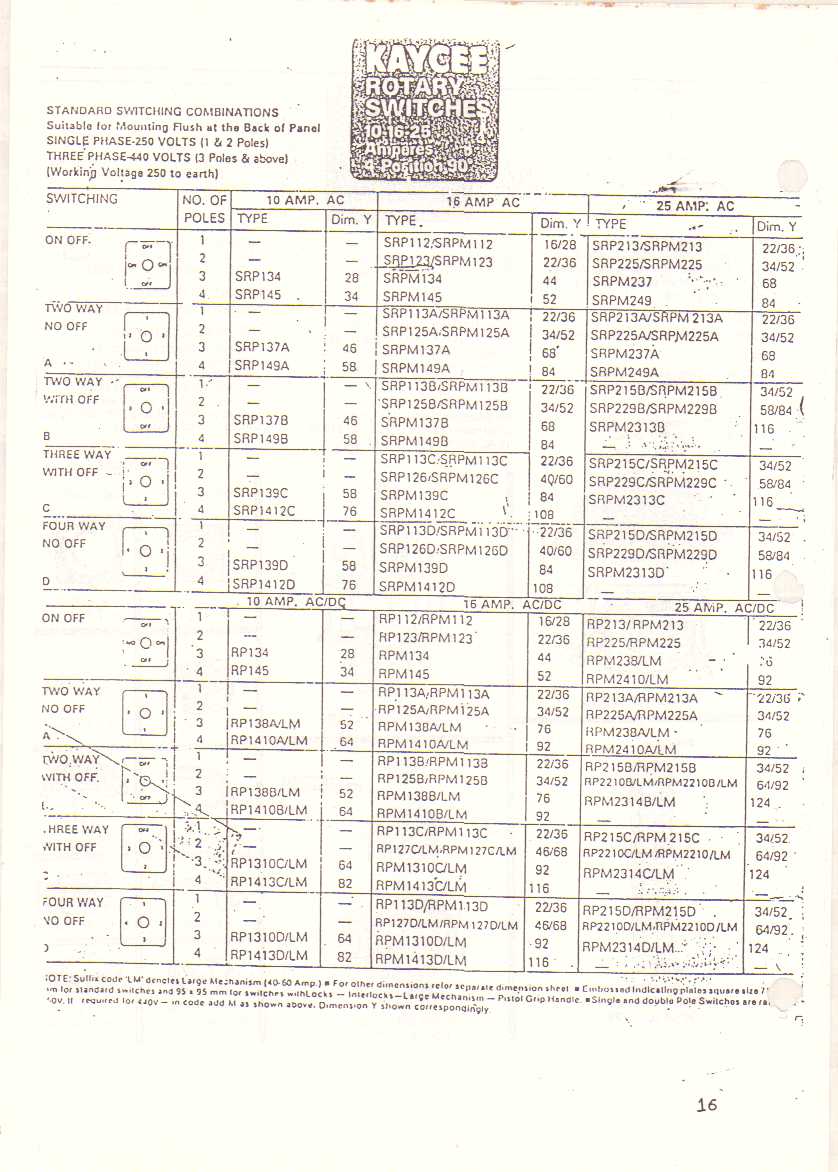 KAYCEE
ROTARY
SWITCHES
10-16-25
Amperes
4 Position 90°
STANDARD SWITCHING COMBINATIONS
Suitable for Mounting Flush at the Back of Panel
SINGLE PHASE-250 VOLTS (1 & 2 Poles)
THREE PHASE-440 VOLTS (3 Poles & above)
(Working Voltage 250 to earth)
SWITCHING NO. OF POLES 10 AMP. AC 16 AMP AC 25 AMP. AC
TYPE Dim. Y TYPE. Dim. Y TYPE Dim. Y
ON OFF. 1 — — SRP112/SRPM112 16/28 SRP213/SRPM213 22/36
2 — — SRP123/SRPM123 22/36 SRP225/SRPM225 34/52
3 SRP134 28 SRPM134 44 SRPM237 68
4 SRP145 34 SRPM145 52 SRPM249 84
TWO WAY 1 — — SRP113A/SRPM113A 22/36 SRP213A/SRPM213A 22/36
NO OFF 2 — — SRP125A/SRPM125A 34/52 SRP225A/SRPM225A 34/52
3 SRP137A 46 SRPM137A 68 SRPM237A 68
A 4 SRP149A 58 SRPM149A 84 SRPM249A 84
TWO WAY 1 — — SRP113B/SRPM113B 22/36 SRP215B/SRPM215B 34/52
WITH OFF 2 — — SRP125B/SRPM125B 34/52 SRP229B/SRPM229B 58/84
3 SRP137B 46 SRPM137B 68 SRPM2313B 116
B 4 SRP149B 58 SRPM149B 84 — —
THREE WAY 1 — — SRP113C/SRPM113C 22/36 SRP215C/SRPM215C 34/52
WITH OFF 2 — — SRP126/SRPM126C 40/60 SRP229C/SRPM229C 58/84
3 SRP139C 58 SRPM139C 84 SRPM2313C 116
C 4 SRP1412C 76 SRPM1412C 108 — —
FOUR WAY 1 — — SRP113D/SRPM113D 22/36 SRP215D/SRPM215D 34/52
NO OFF 2 — — SRP126D/SRPM126D 40/60 SRP229D/SRPM229D 58/84
3 SRP139D 58 SRPM139D 84 SRPM2313D 116
D 4 SRP1412D 76 SRPM1412D 108 — —
10 AMP. AC/DC 16 AMP. AC/DC 25 AMP. AC/DC
ON OFF 1 — — RP112/RPM112 16/28 RP213/RPM213 22/36
2 — — RP123/RPM123 22/36 RP225/RPM225 34/52
3 RP134 28 RPM134 44 RPM238/LM
4 RP145 34 RPM145 52 RPM2410/LM 92
TWO WAY 1 — — RP113A/RPM113A 22/36 RP213A/RPM213A 22/36
NO OFF 2 — — RP125A/RPM125A 34/52 RP225A/RPM225A 34/52
A 3 RP138A/LM 52 RPM138A/LM 76 RPM238A/LM 76
4 RP1410A/LM 64 RPM1410A/LM 92 RPM2410A/LM 92
TWO WAY 1 — — RP113B/RPM113B 22/36 RP215B/RPM215B 34/52
WITH OFF. 2 — — RP125B/RPM125B 34/52 RP2210B/LM/RPM2210B/LM 64/92
3 RP138B/LM 52 RPM138B/LM 76 RPM2314B/LM 124
4 RP1410B/LM 64 RPM1410B/LM 92 — —
THREE WAY 1 — — RP113C/RPM113C 22/36 RP215C/RPM215C 34/52
WITH OFF 2 — — RP127C/LM/RPM127C/LM 46/68 RP2210C/LM/RPM2210/LM 64/92
3 RP1310C/LM 64 RPM1310C/LM 92 RPM2314C/LM 124
4 RP1413C/LM 82 RPM1413C/LM 116 — —
FOUR WAY 1 — — RP113D/RPM113D 22/36 RP215D/RPM215D 34/52
NO OFF 2 — — RP127D/LM/RPM127D/LM 46/68 RP2210D/LM/RPM2210D/LM 64/92
3 RP1310D/LM 64 RPM1310D/LM 92 RPM2314D/LM 124
4 RP1413D/LM 82 RPM1413D/LM 116 — —
NOTE: Suffix code 'LM' denotes Large Mechanism (40-60 Amp.) ■ For other dimensions refer separate dimension sheet ■ Embossed Indicating plates square size
mm for standard switches and 95 x 95 mm for switches with Locks — Interlocks—Large Mechanism — Pistol Grip Handle. ■ Single and double Pole Switches are
If required for 440V — in code add M as shown above. Dimension Y shown correspondingly.
16